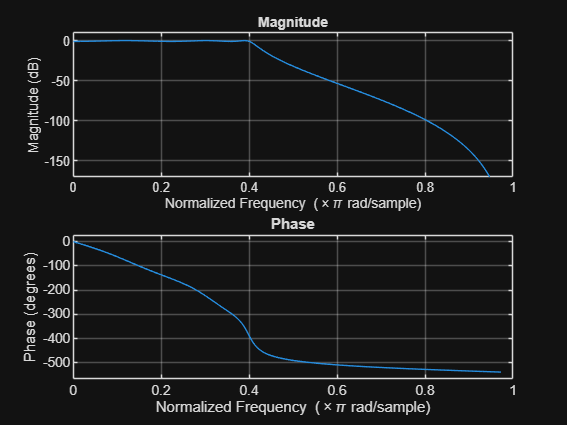 Magnitude
0
-50
-100
-150
Magnitude (dB)
0 0.2 0.4 0.6 0.8 1
Normalized Frequency (×π rad/sample)
Phase
0
-100
-200
-300
-400
-500
Phase (degrees)
0 0.2 0.4 0.6 0.8 1
Normalized Frequency (×π rad/sample)